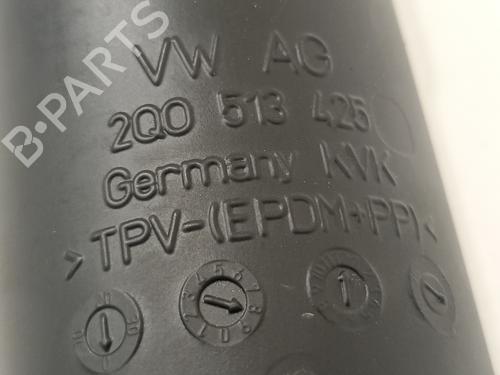 B-PARTS
VW AG
2Q0 513 425
Germany KVK
>TPV-(EPDM+PP)<